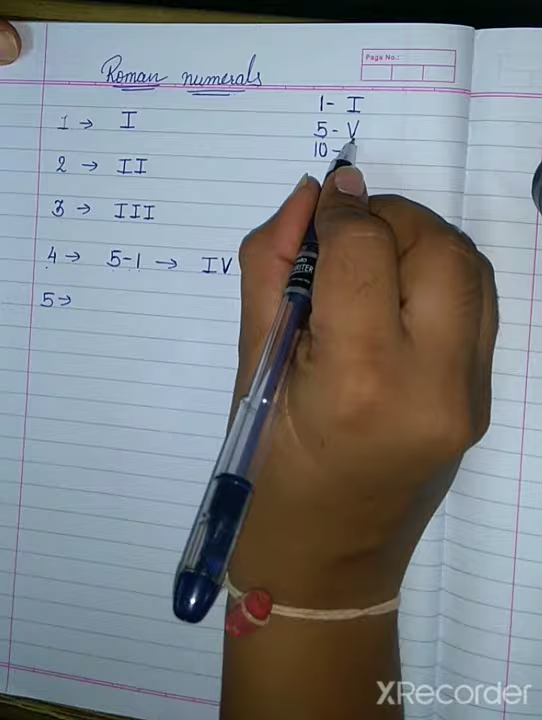 Roman numerals
Page No.:
1 - I
5 - V
10 -
1 → I
2 → II
3 → III
4 → 5-1 → IV
5 →
XRecorder